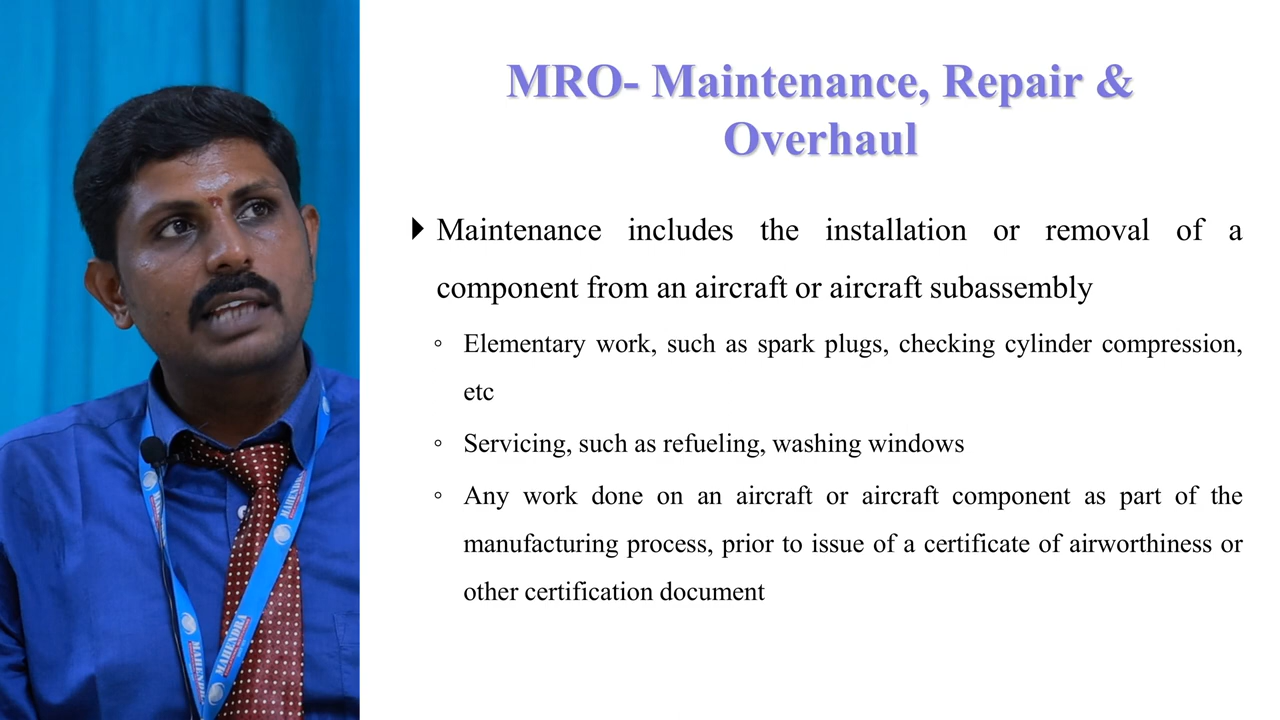 MRO- Maintenance, Repair &
Overhaul
Maintenance includes the installation or removal of a
component from an aircraft or aircraft subassembly
Elementary work, such as spark plugs, checking cylinder compression,
etc
Servicing, such as refueling, washing windows
Any work done on an aircraft or aircraft component as part of the
manufacturing process, prior to issue of a certificate of airworthiness or
other certification document
MAHENDRA
MAHENDRA
MAHENDRA